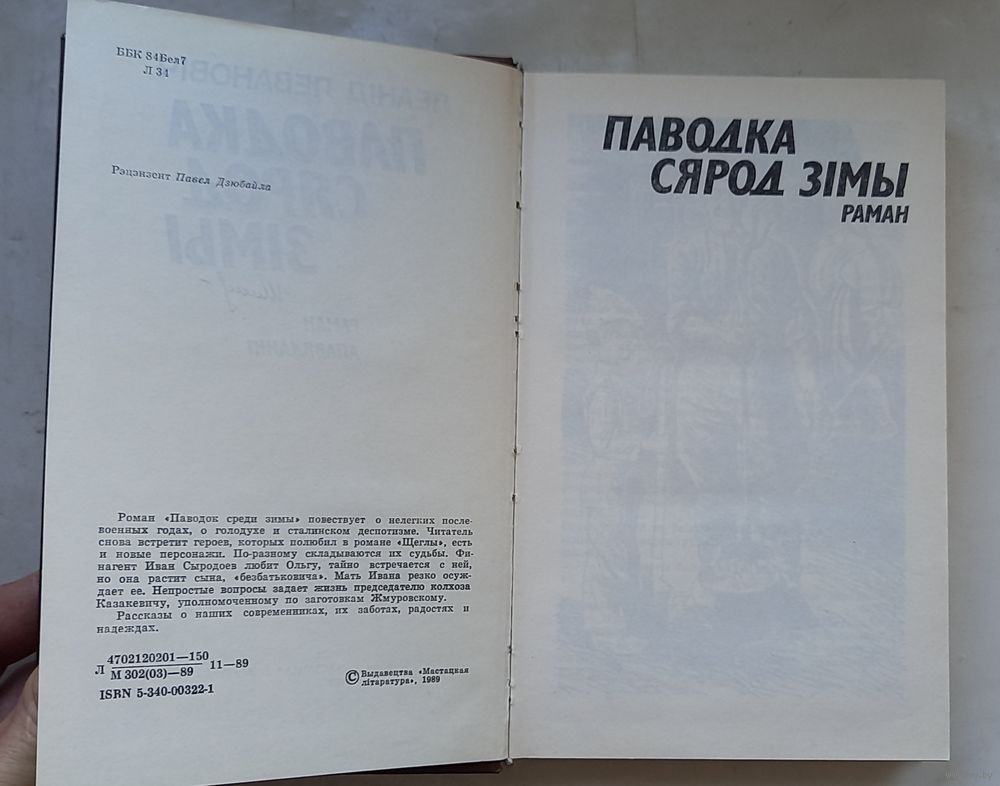 ББК 84Бел7
Л 34
Рэцэнзент Павел Дзюбайла
Роман «Паводок среди зимы» повествует о нелегких после-
военных годах, о голодухе и сталинском деспотизме. Читатель
снова встретит героев, которых полюбил в романе «Щеглы», есть
и новые персонажи. По-разному складываются их судьбы. Фи-
нагент Иван Сыродоев любит Ольгу, тайно встречается с ней,
но она растит сына, «безбатьковича». Мать Ивана резко осуж-
дает ее. Непростые вопросы задает жизнь председателю колхоза
Казакевичу, уполномоченному по заготовкам Жмуровскому.
Рассказы о наших современниках, их заботах, радостях и
надеждах.
Л 4702120201—150
М 302(03)—89 11—89
ISBN 5-340-00322-1
© Выдавецтва «Мастацкая
літаратура», 1989
ПАВОДКА
СЯРОД ЗІМЫ
РАМАН